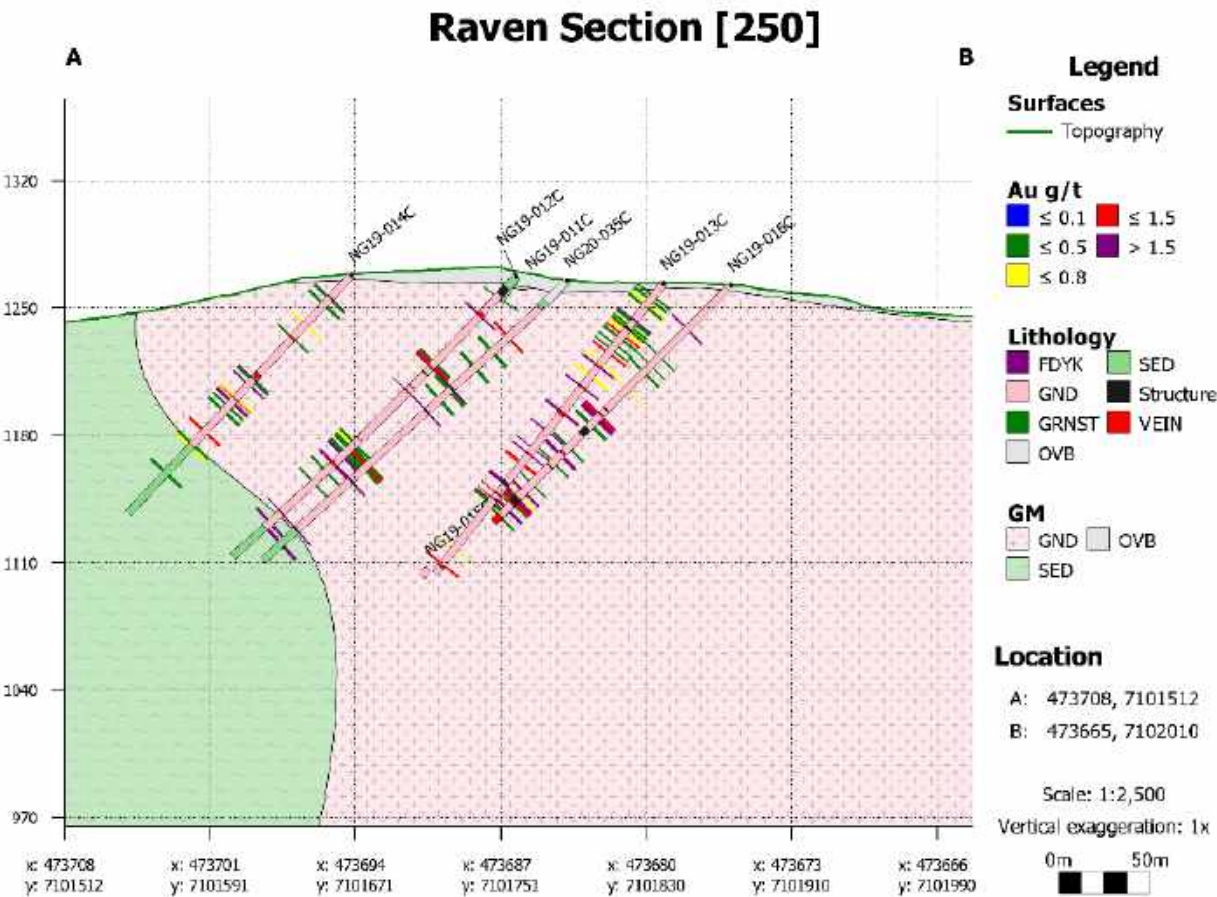 Raven Section [250]
A
B
Legend
Surfaces
Topography
Au g/t
≤ 0.1
≤ 1.5
≤ 0.5
> 1.5
≤ 0.8
Lithology
FDYK
SED
GND
Structure
GRNST
VEIN
OVB
GM
GND
OVB
SED
Location
A: 473708, 7101512
B: 473665, 7102010
Scale: 1:2,500
Vertical exaggeration: 1x
0m 50m
1320
1250
1180
1110
1040
970
NG19-014C
NG19-012C
NG19-011C
NG20-035C
NG19-013C
x: 473708
y: 7101512
x: 473701
y: 7101591
x: 473694
y: 7101671
x: 473687
y: 7101751
x: 473680
y: 7101830
x: 473673
y: 7101910
x: 473666
y: 7101990